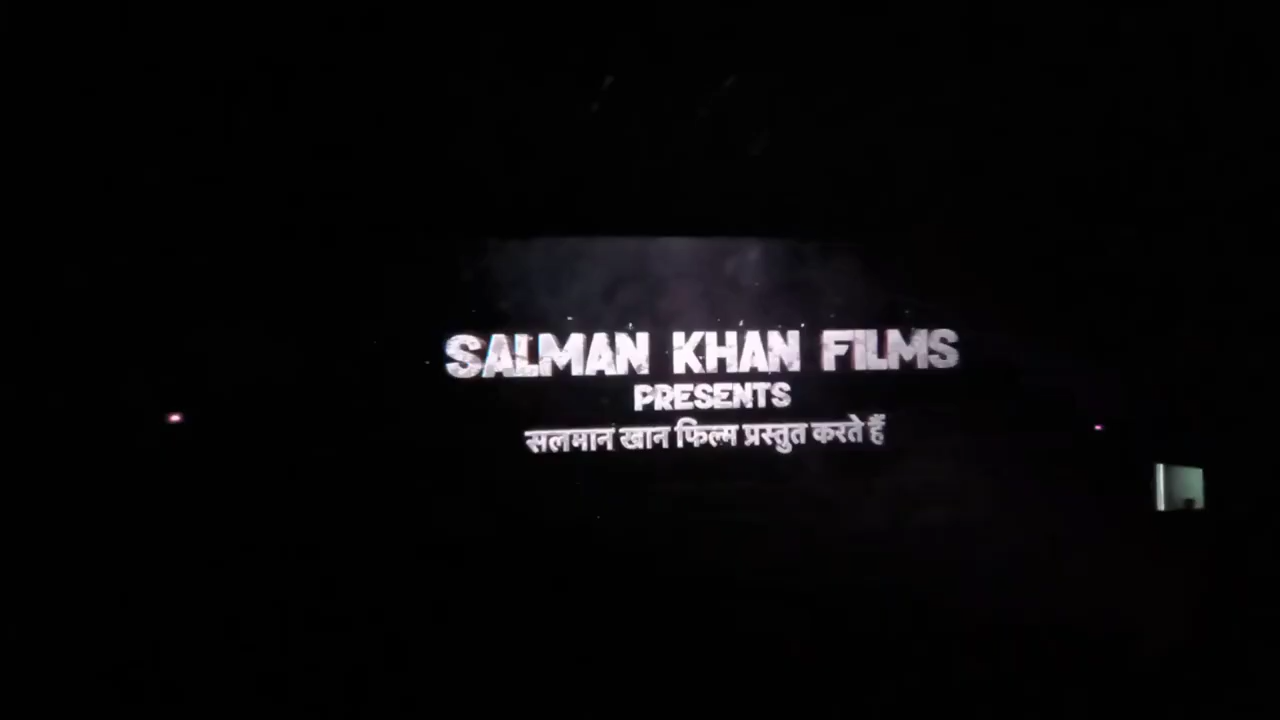 SALMAN KHAN FILMS
PRESENTS
सलमान खान फिल्म प्रस्तुत करते हैं